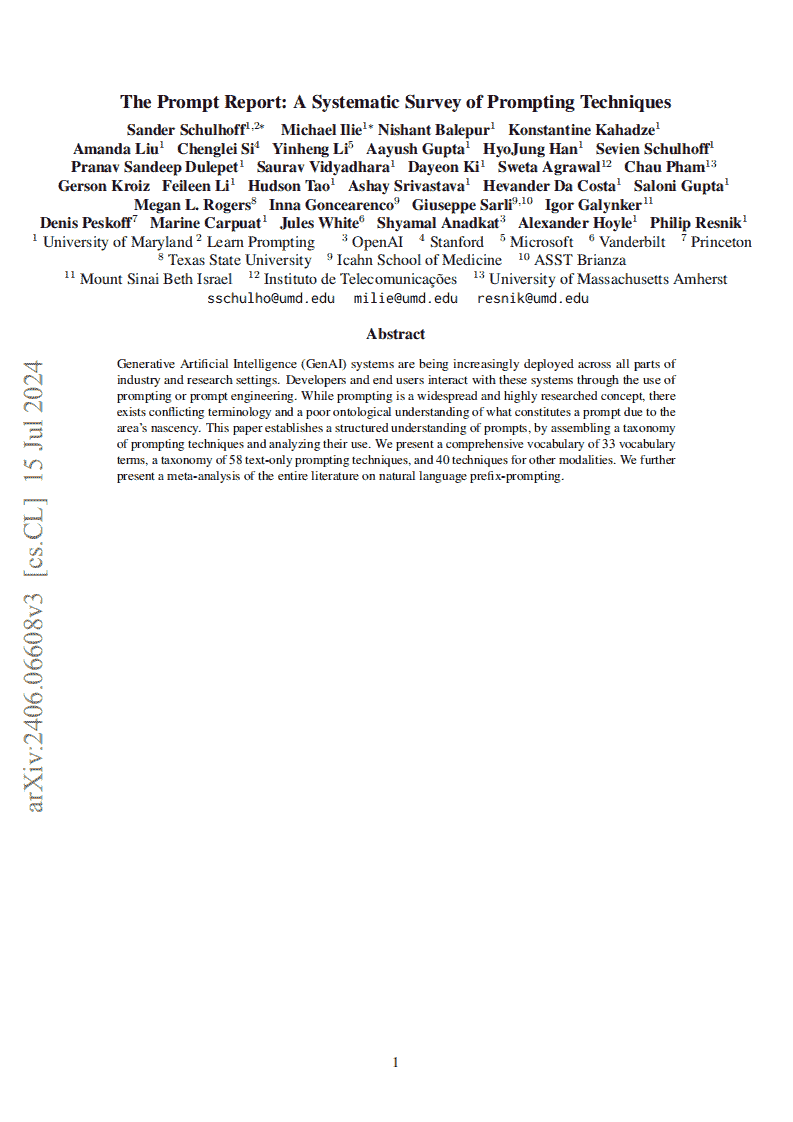 The Prompt Report: A Systematic Survey of Prompting Techniques
Sander Schulhoff1,2* Michael Ilie1* Nishant Balepur1 Konstantine Kahadze1
Amanda Liu1 Chenglei Si4 Yinheng Li5 Aayush Gupta1 HyoJung Han1 Sevien Schulhoff1
Pranav Sandeep Dulepet1 Saurav Vidyadhara1 Dayeon Ki1 Sweta Agrawal12 Chau Pham13
Gerson Kroiz Feileen Li1 Hudson Tao1 Ashay Srivastava1 Hevander Da Costa1 Saloni Gupta1
Megan L. Rogers8 Inna Goncearenco9 Giuseppe Sarli9,10 Igor Galynker11
Denis Peskoff7 Marine Carpuat1 Jules White6 Shyamal Anadkat3 Alexander Hoyle1 Philip Resnik1
1 University of Maryland 2 Learn Prompting 3 OpenAI 4 Stanford 5 Microsoft 6 Vanderbilt 7 Princeton
8 Texas State University 9 Icahn School of Medicine 10 ASST Brianza
11 Mount Sinai Beth Israel 12 Instituto de Telecomunicações 13 University of Massachusetts Amherst
sschulho@umd.edu milie@umd.edu resnik@umd.edu
Abstract
Generative Artificial Intelligence (GenAI) systems are being increasingly deployed across all parts of
industry and research settings. Developers and end users interact with these systems through the use of
prompting or prompt engineering. While prompting is a widespread and highly researched concept, there
exists conflicting terminology and a poor ontological understanding of what constitutes a prompt due to the
area's nascency. This paper establishes a structured understanding of prompts, by assembling a taxonomy
of prompting techniques and analyzing their use. We present a comprehensive vocabulary of 33 vocabulary
terms, a taxonomy of 58 text-only prompting techniques, and 40 techniques for other modalities. We further
present a meta-analysis of the entire literature on natural language prefix-prompting.
arXiv:2406.06608v3 [cs.CL] 15 Jul 2024
1